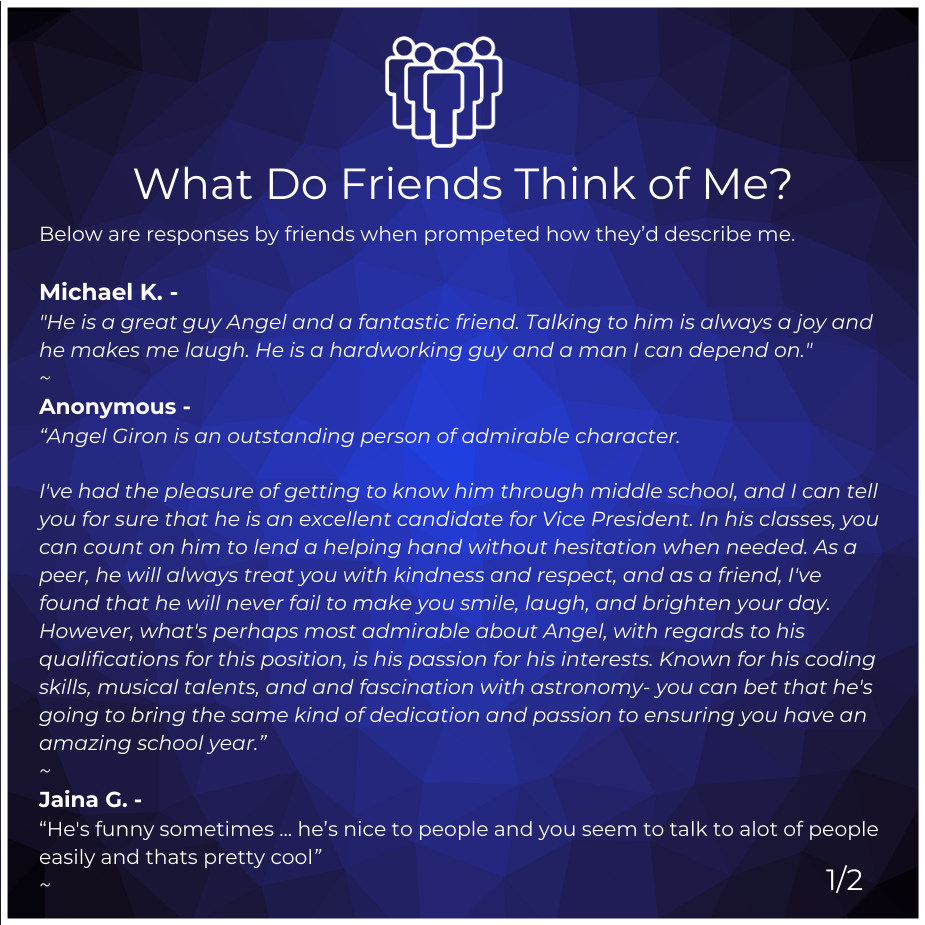 What Do Friends Think of Me?
Below are responses by friends when prompeted how they’d describe me.
Michael K. -
"He is a great guy Angel and a fantastic friend. Talking to him is always a joy and
he makes me laugh. He is a hardworking guy and a man I can depend on."
~
Anonymous -
“Angel Giron is an outstanding person of admirable character.
I've had the pleasure of getting to know him through middle school, and I can tell
you for sure that he is an excellent candidate for Vice President. In his classes, you
can count on him to lend a helping hand without hesitation when needed. As a
peer, he will always treat you with kindness and respect, and as a friend, I've
found that he will never fail to make you smile, laugh, and brighten your day.
However, what's perhaps most admirable about Angel, with regards to his
qualifications for this position, is his passion for his interests. Known for his coding
skills, musical talents, and and fascination with astronomy- you can bet that he's
going to bring the same kind of dedication and passion to ensuring you have an
amazing school year.”
~
Jaina G. -
“He's funny sometimes ... he’s nice to people and you seem to talk to alot of people
easily and thats pretty cool”
~
1/2